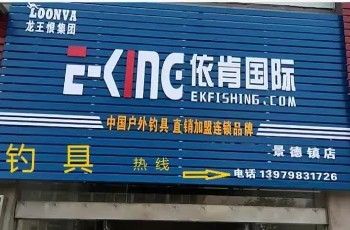 LOONVA
龙王恨集团
E-KING 依肯国际
EKFISHING.COM
中国户外钓具 直销加盟连锁品牌
钓具 热线 景德镇店
电话 13979831726